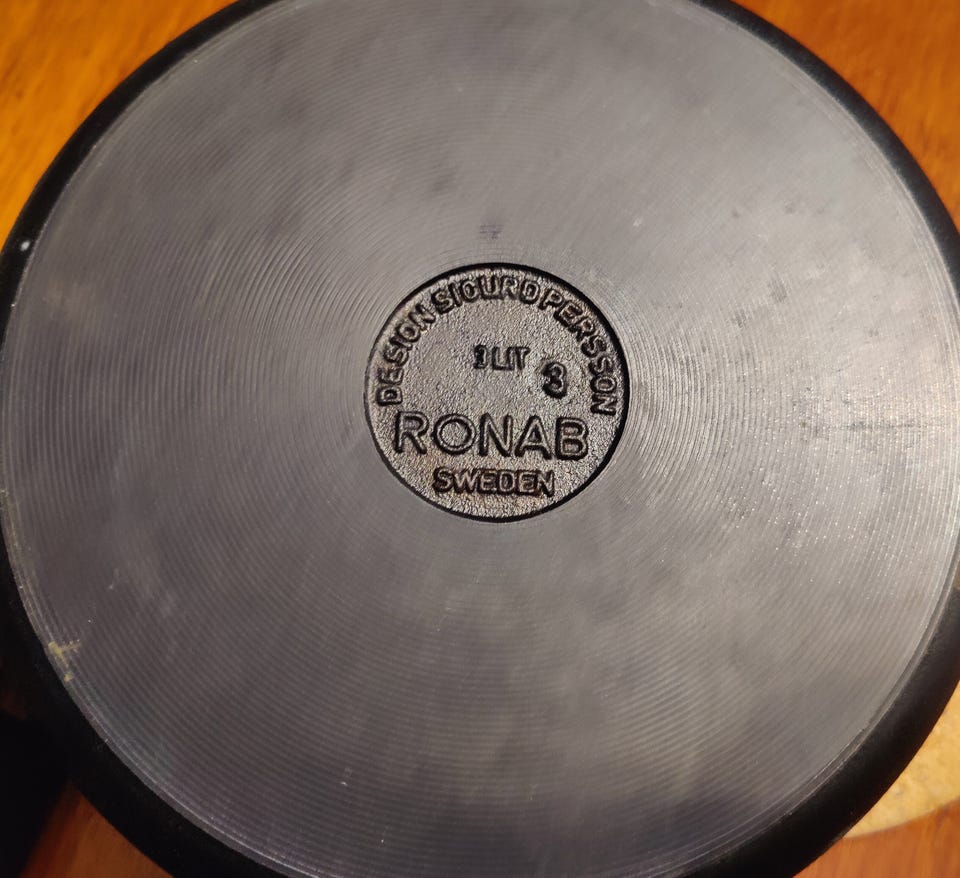 DESIGN SIGURD PERSSON
3 LIT
3
RONAB
SWEDEN